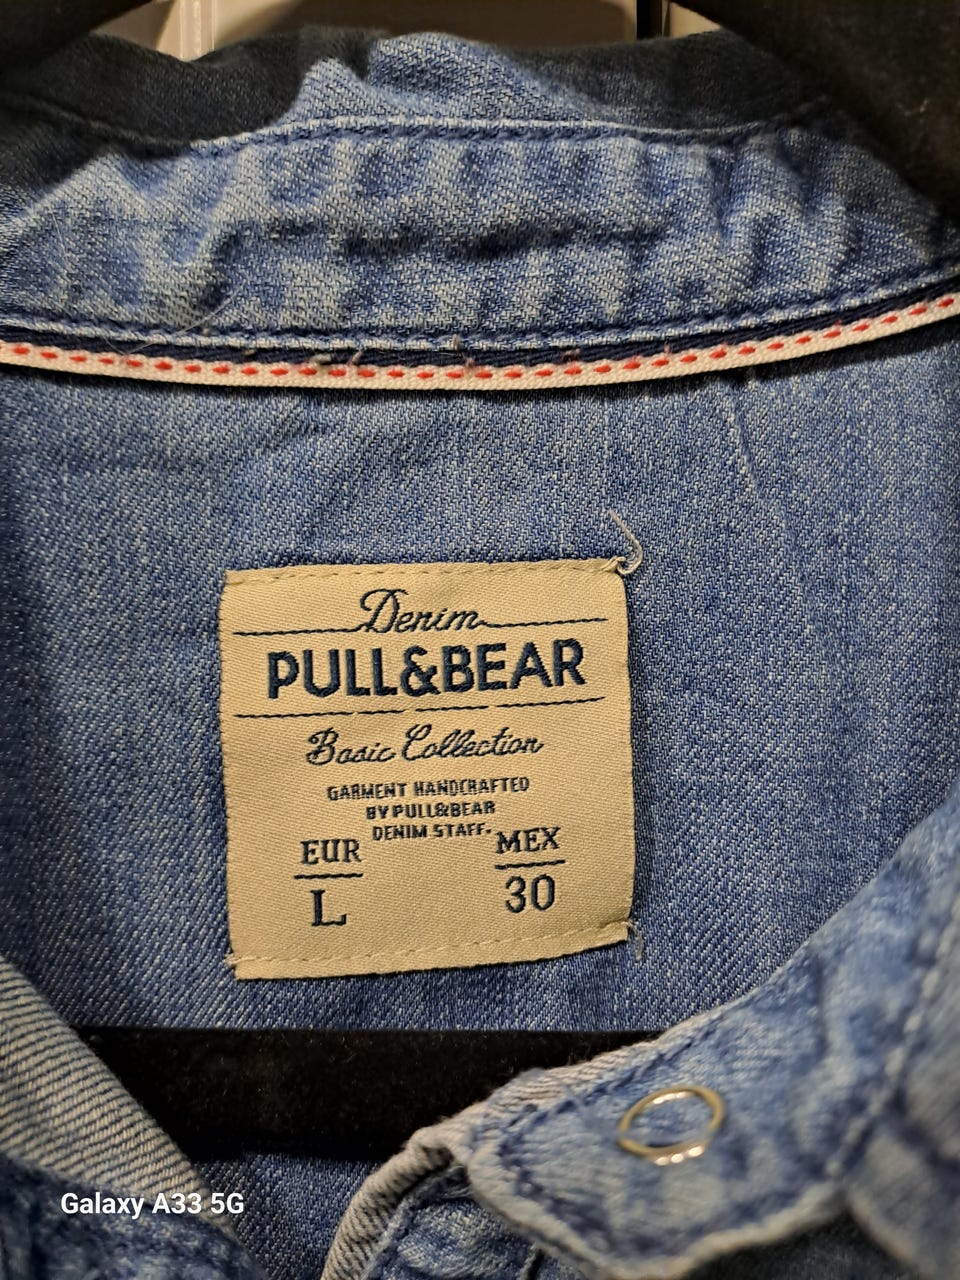 Denim
PULL&BEAR
Basic Collection
GARMENT HANDCRAFTED
BY PULL&BEAR
DENIM STAFF.
EUR MEX
L 30
Galaxy A33 5G